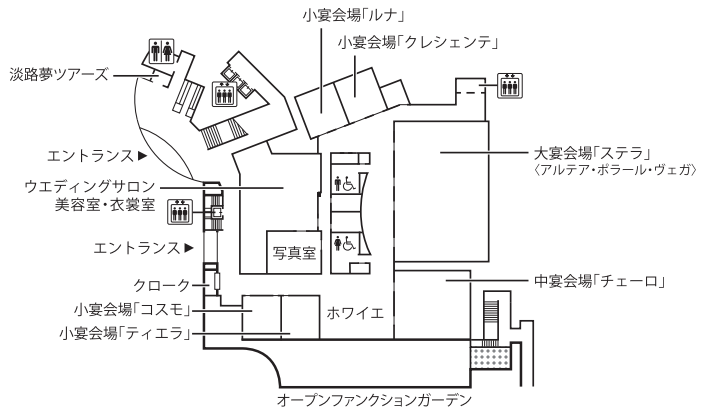 小宴会場「ルナ」
小宴会場「クレシェンテ」
淡路夢ツアーズ
エントランス
大宴会場「ステラ」
〈アルテア・ポラール・ヴェガ〉
ウエディングサロン
美容室・衣裳室
エントランス
写真室
クローク
中宴会場「チェーロ」
小宴会場「コスモ」
ホワイエ
小宴会場「ティエラ」
オープンファンクションガーデン